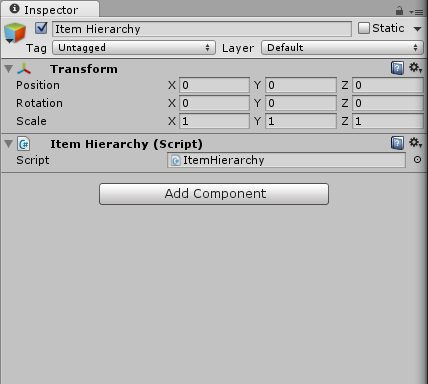 Inspector
Item Hierarchy Static
Tag Untagged Layer Default
Transform
Position X 0 Y 0 Z 0
Rotation X 0 Y 0 Z 0
Scale X 1 Y 1 Z 1
Item Hierarchy (Script)
Script ItemHierarchy
Add Component